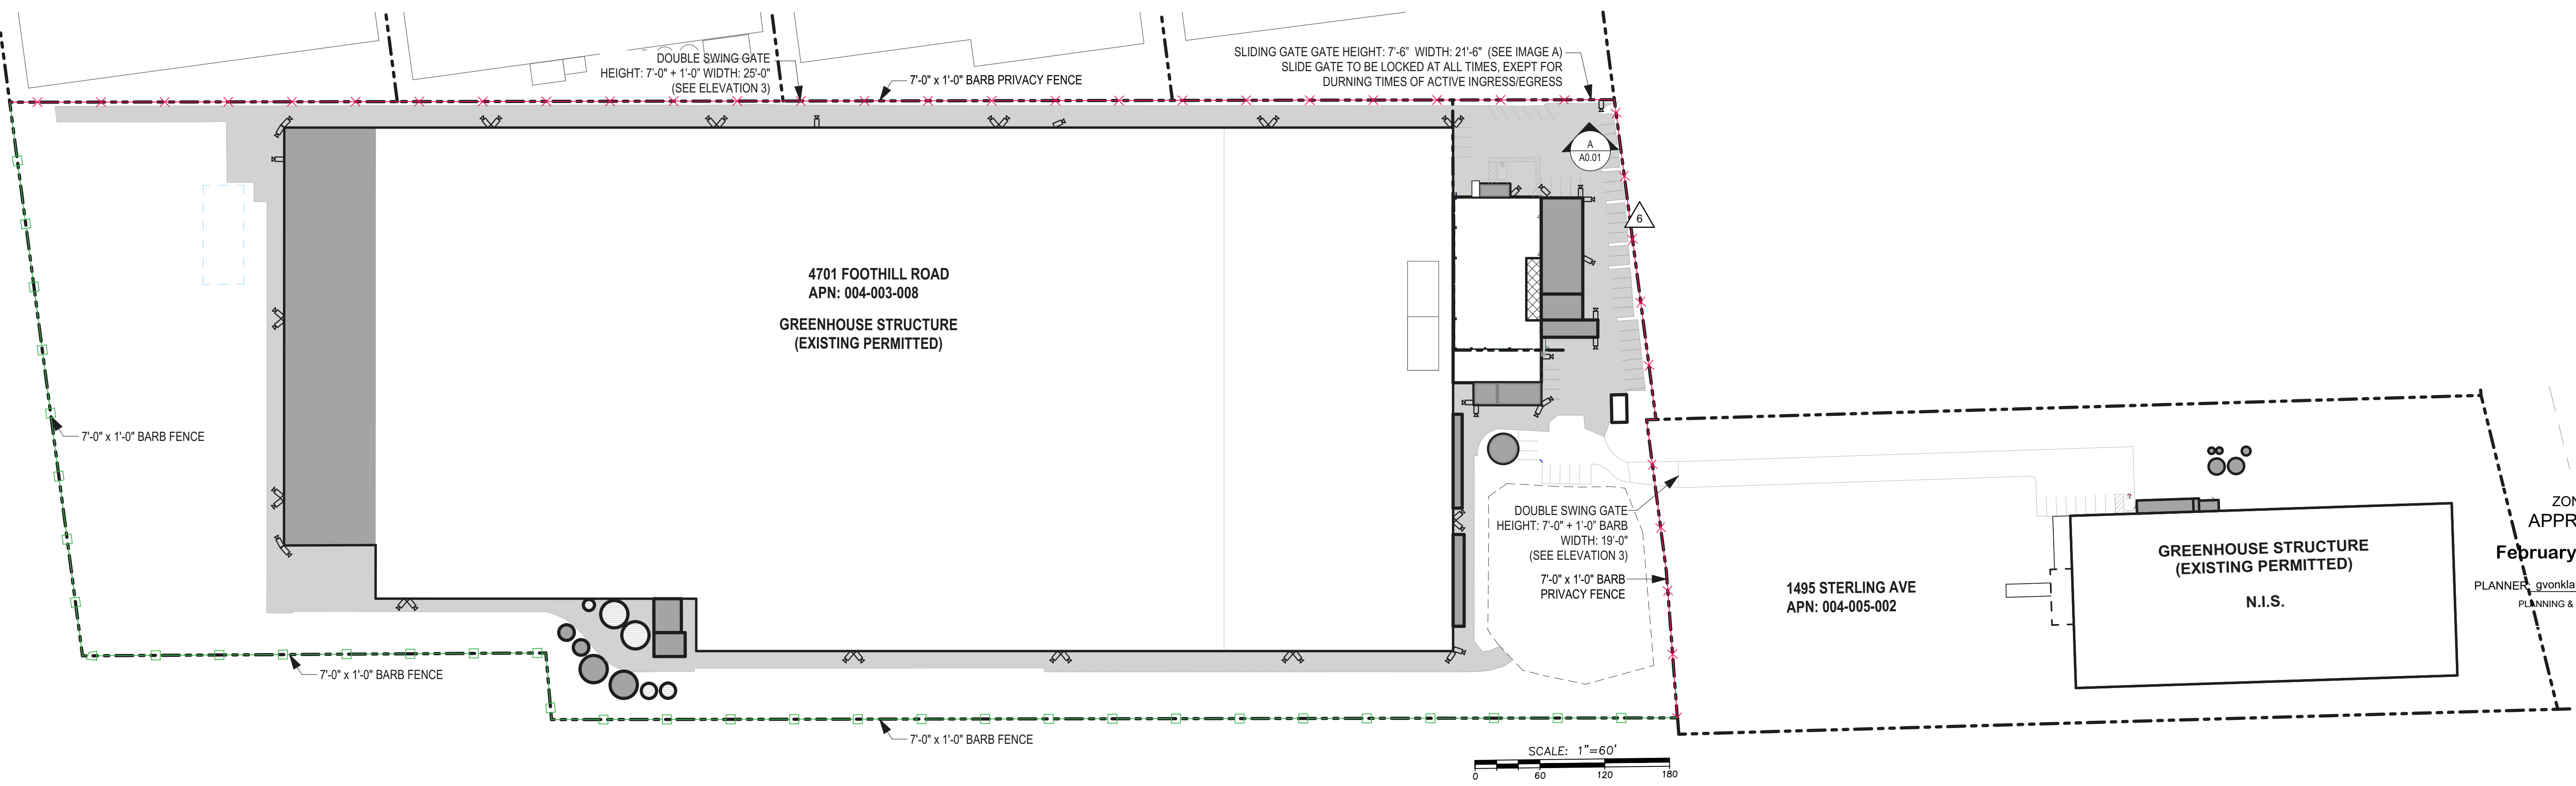 DOUBLE SWING GATE
HEIGHT: 7'-0" + 1'-0" WIDTH: 25'-0"
(SEE ELEVATION 3)
7'-0" x 1'-0" BARB PRIVACY FENCE
SLIDING GATE GATE HEIGHT: 7'-6" WIDTH: 21'-6" (SEE IMAGE A)
SLIDE GATE TO BE LOCKED AT ALL TIMES, EXEPT FOR
DURNING TIMES OF ACTIVE INGRESS/EGRESS
A
A0.01
6
4701 FOOTHILL ROAD
APN: 004-003-008
GREENHOUSE STRUCTURE
(EXISTING PERMITTED)
7'-0" x 1'-0" BARB FENCE
DOUBLE SWING GATE
HEIGHT: 7'-0" + 1'-0" BARB
WIDTH: 19'-0"
(SEE ELEVATION 3)
7'-0" x 1'-0" BARB
PRIVACY FENCE
1495 STERLING AVE
APN: 004-005-002
GREENHOUSE STRUCTURE
(EXISTING PERMITTED)
N.I.S.
ZON
APPR
February
PLANNER: gvonkla
PLANNING &
7'-0" x 1'-0" BARB FENCE
7'-0" x 1'-0" BARB FENCE
SCALE: 1"=60'
0 60 120 180